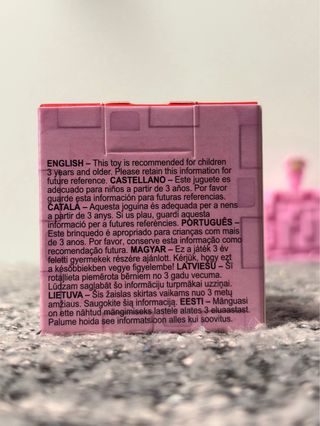 ENGLISH – This toy is recommended for children
3 years and older. Please retain this information for
future reference. CASTELLANO – Este juguete es
adecuado para niños a partir de 3 años. Por favor
guarde esta información para futuras referencias.
CATALÀ – Aquesta joguina és adequada per a nens
a partir de 3 anys. Si us plau, guardi aquesta
informació per a futures referències. PORTUGUÊS –
Este brinquedo é apropriado para crianças com mais
de 3 anos. Por favor, conserve esta informação como
recomendação futura. MAGYAR – Ez a játék 3 év
feletti gyermekek részére ajánlott. Kérjük, hogy ezt
a későbbiekben vegye figyelembe! LATVIEŠU – Šī
rotaļlieta piemērota bērniem no 3 gadu vecuma.
Lūdzam saglabāt šo informāciju turpmākai uzziņai.
LIETUVA – Šis žaislas skirtas vaikams nuo 3 metų
amžiaus. Saugokite šią informaciją. EESTI – Mänguasi
on ette nähtud mängimiseks lastele alates 3 eluaastast.
Palume hoida see informatsioon alles kui soovitus.